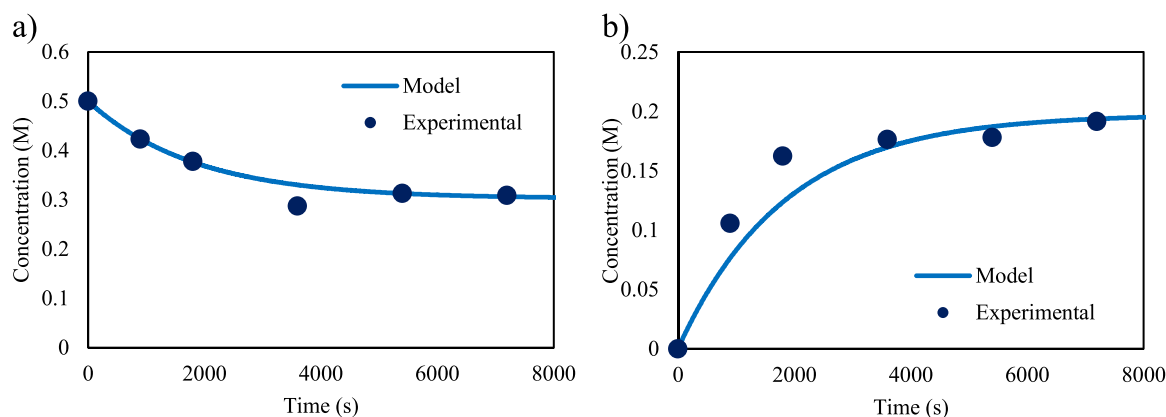 a)
0.6
0.5
0.4
0.3
0.2
0.1
0
Concentration (M)
Model
Experimental
0
2000
4000
6000
8000
Time (s)
b)
0.25
0.2
0.15
0.1
0.05
0
Concentration (M)
Model
Experimental
0
2000
4000
6000
8000
Time (s)